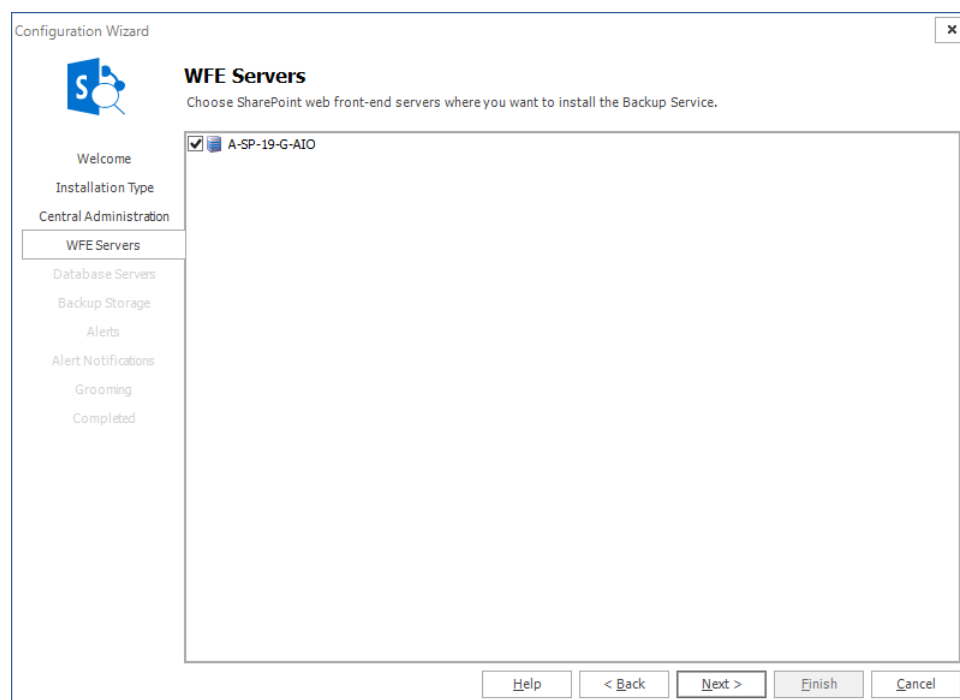 Configuration Wizard
WFE Servers
Choose SharePoint web front-end servers where you want to install the Backup Service.
A-SP-19-G-AIO
Welcome
Installation Type
Central Administration
WFE Servers
Database Servers
Backup Storage
Alerts
Alert Notifications
Grooming
Completed
Help
< Back
Next >
Finish
Cancel